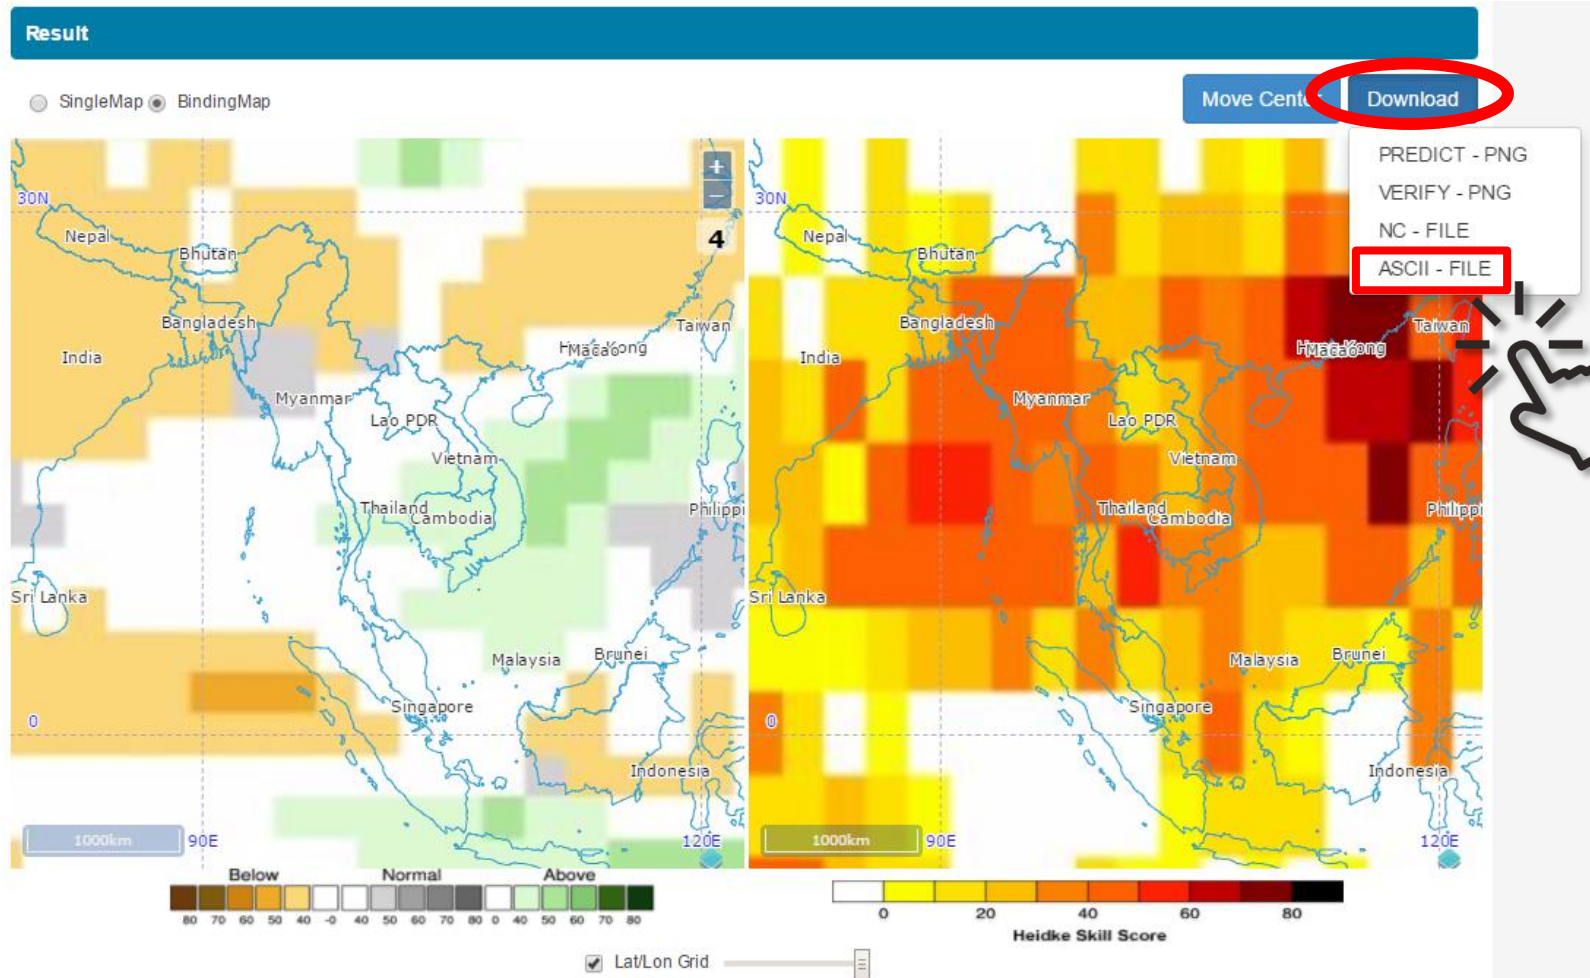 Result
SingleMap BindingMap
Move Center
Download
PREDICT - PNG
VERIFY - PNG
NC - FILE
ASCII - FILE
30N
4
Nepal
Bhutan
Bangladesh
Taiwan
India
Macao
Myanmar
Lao PDR
Vietnam
Thailand
Cambodia
Philippi
Sri Lanka
Malaysia
Brunei
Singapore
0
Indonesia
1000km
90E
120E
30N
Nepal
Bhutan
Bangladesh
Taiwan
India
Macao
Myanmar
Lao PDR
Vietnam
Thailand
Cambodia
Philippi
Sri Lanka
Malaysia
Brunei
Singapore
0
Indonesia
1000km
90E
120E
Below Normal Above
80 70 60 50 40 -0 40 50 60 70 80 0 40 50 60 70 80
0 20 40 60 80
Heidke Skill Score
Lat/Lon Grid